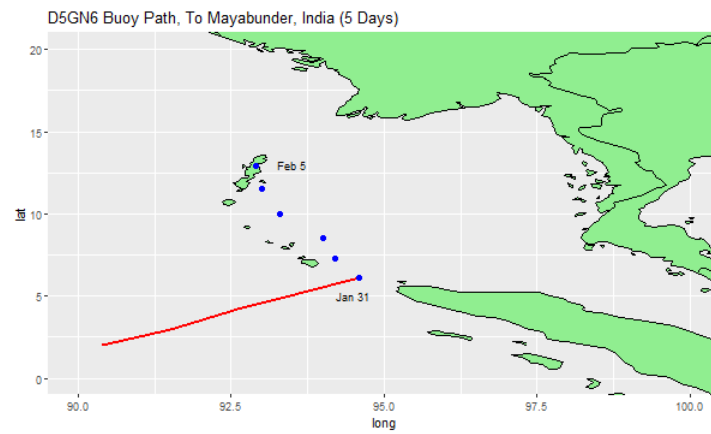 D5GN6 Buoy Path, To Mayabunder, India (5 Days)
20
15
10
5
0
lat
Feb 5
Jan 31
90.0
92.5
95.0
97.5
100.0
long